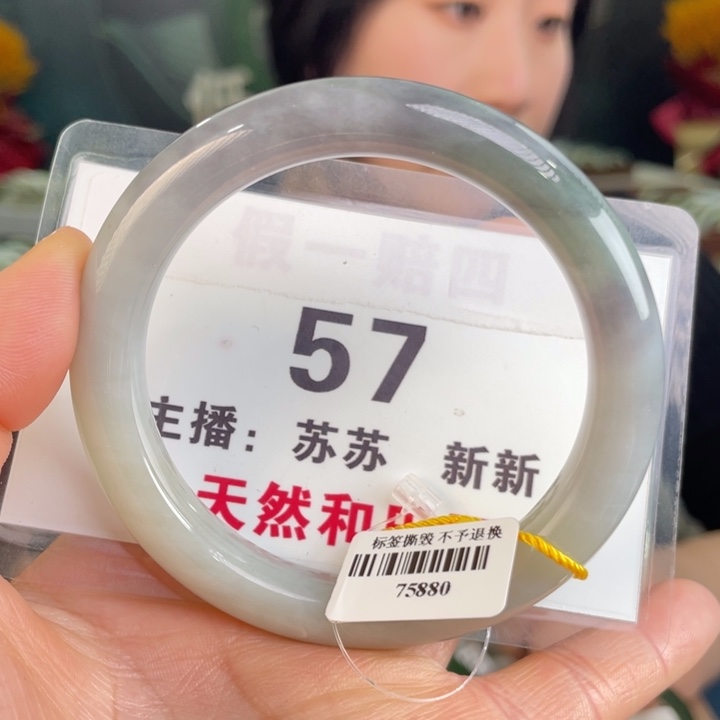 假一赔四
57
主播：苏苏 新新
天然和
标签撕毁 不予退换
75880